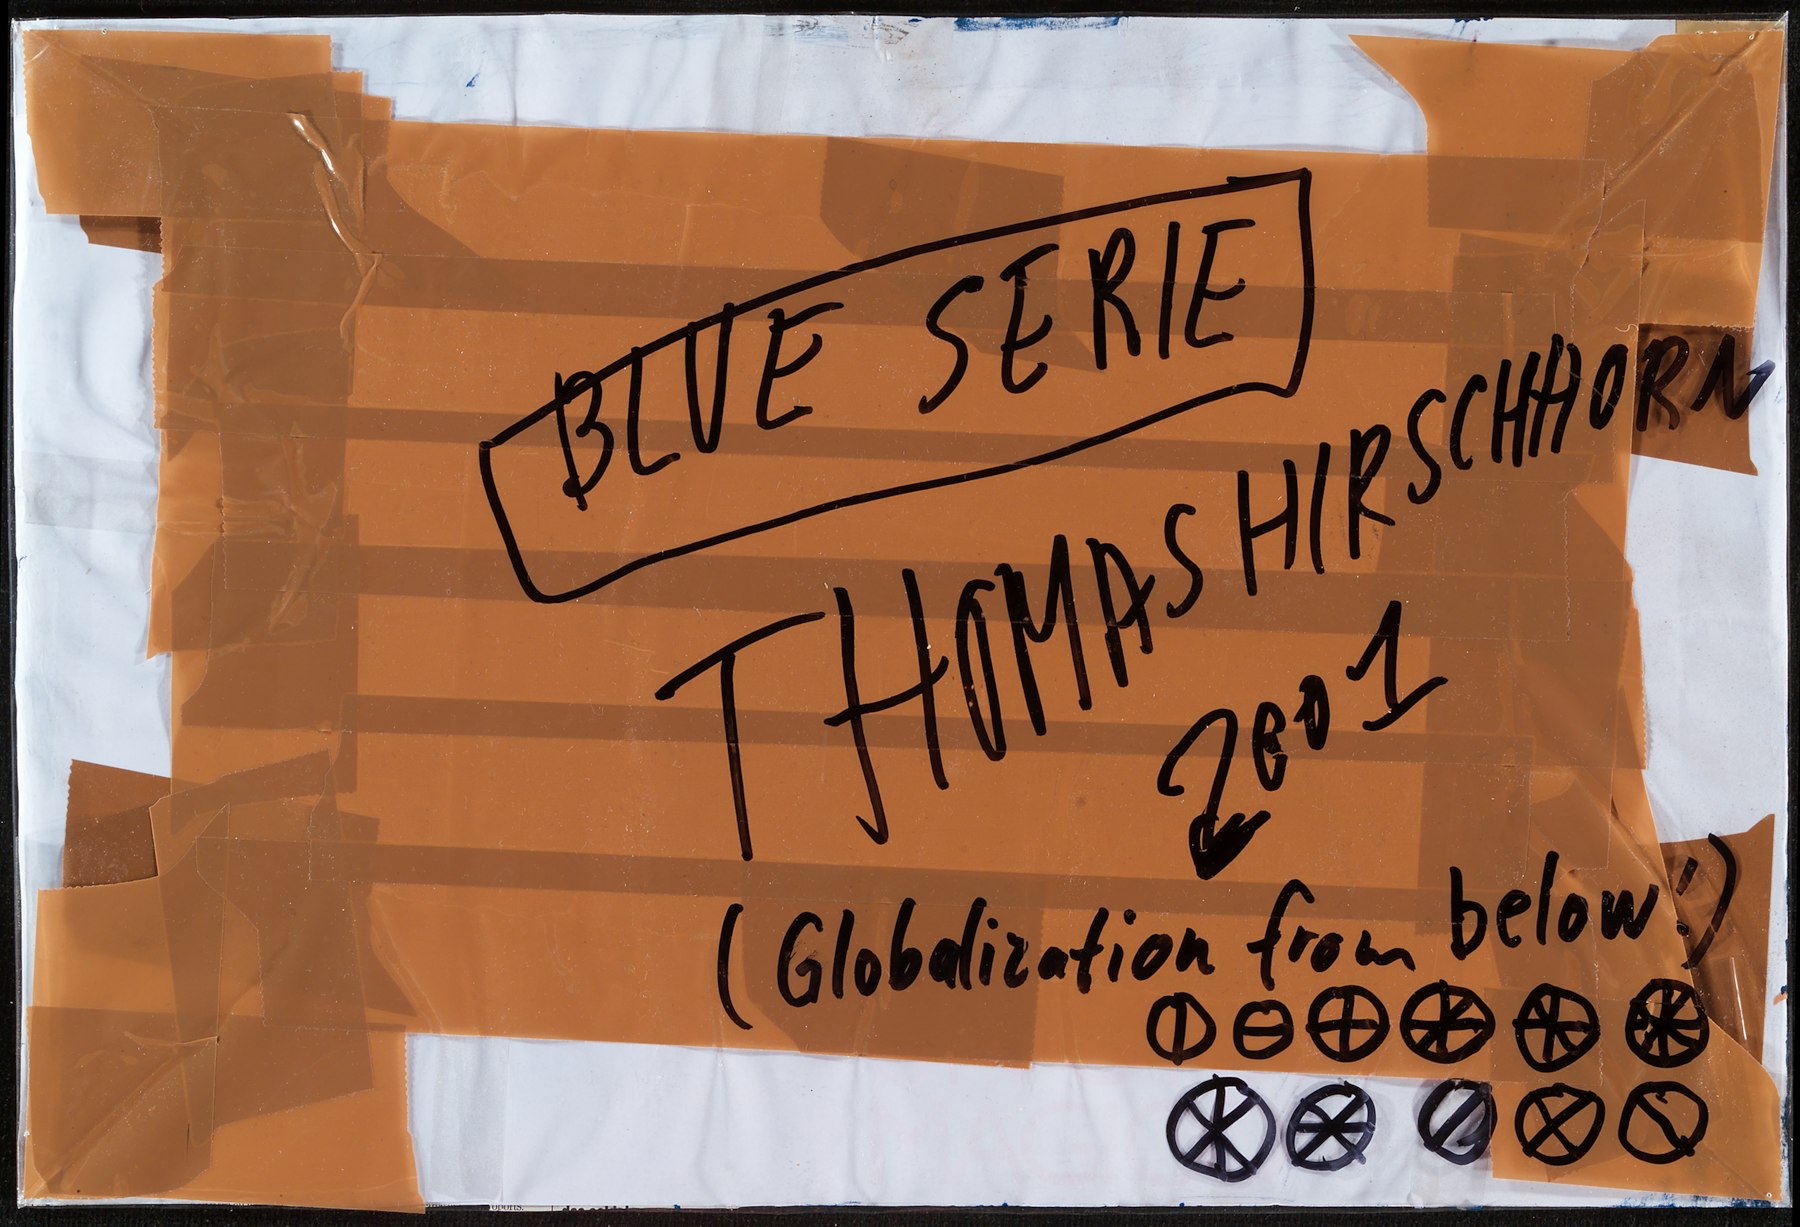 BLUE SERIE
THOMAS HIRSCHHORN
2001
(Globalization from below!)